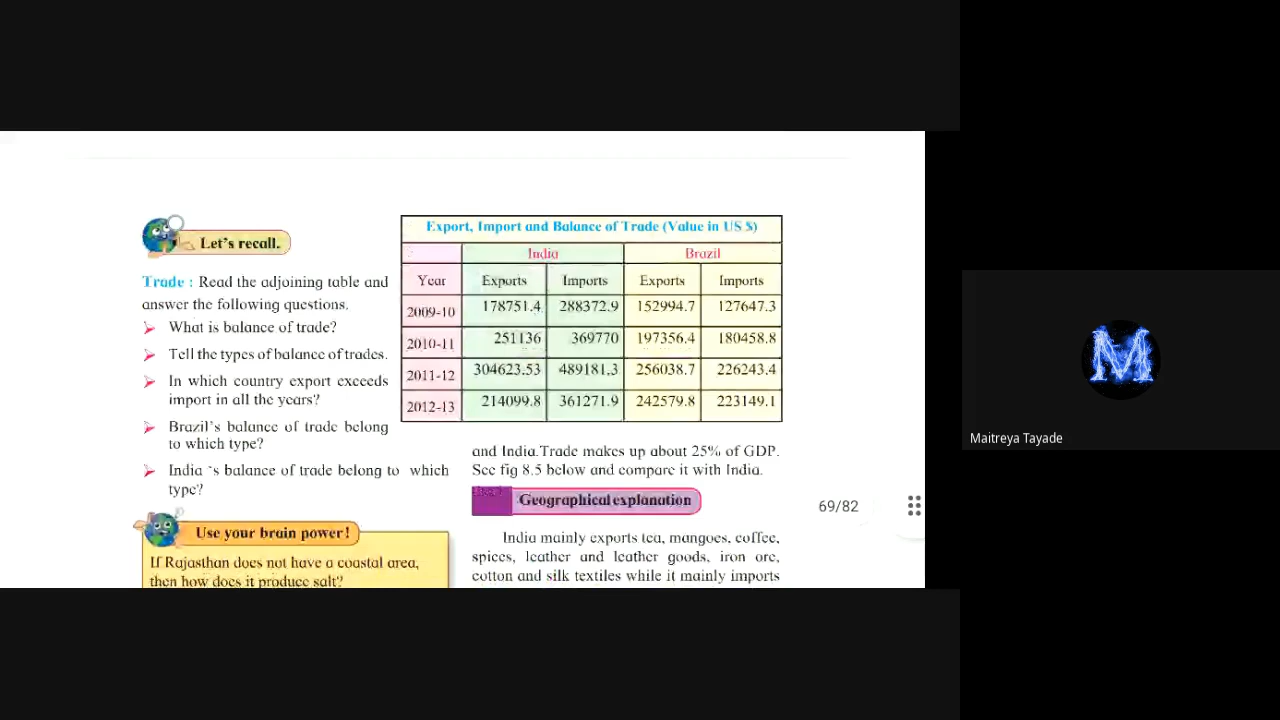 Let's recall.
Trade : Read the adjoining table and
answer the following questions.
What is balance of trade?
Tell the types of balance of trades.
In which country export exceeds
import in all the years?
Brazil's balance of trade belong
to which type?
India `s balance of trade belong to which
type?
Use your brain power!
If Rajasthan does not have a coastal area,
then how does it produce salt?
Export, Import and Balance of Trade (Value in US $)
India Brazil
Year Exports Imports Exports Imports
2009-10 178751.4 288372.9 152994.7 127647.3
2010-11 251136 369770 197356.4 180458.8
2011-12 304623.53 489181.3 256038.7 226243.4
2012-13 214099.8 361271.9 242579.8 223149.1
and India.Trade makes up about 25% of GDP.
See fig 8.5 below and compare it with India.
Geographical explanation
India mainly exports tea, mangoes, coffee,
spices, leather and leather goods, iron ore,
cotton and silk textiles while it mainly imports
69/82
M
Maitreya Tayade